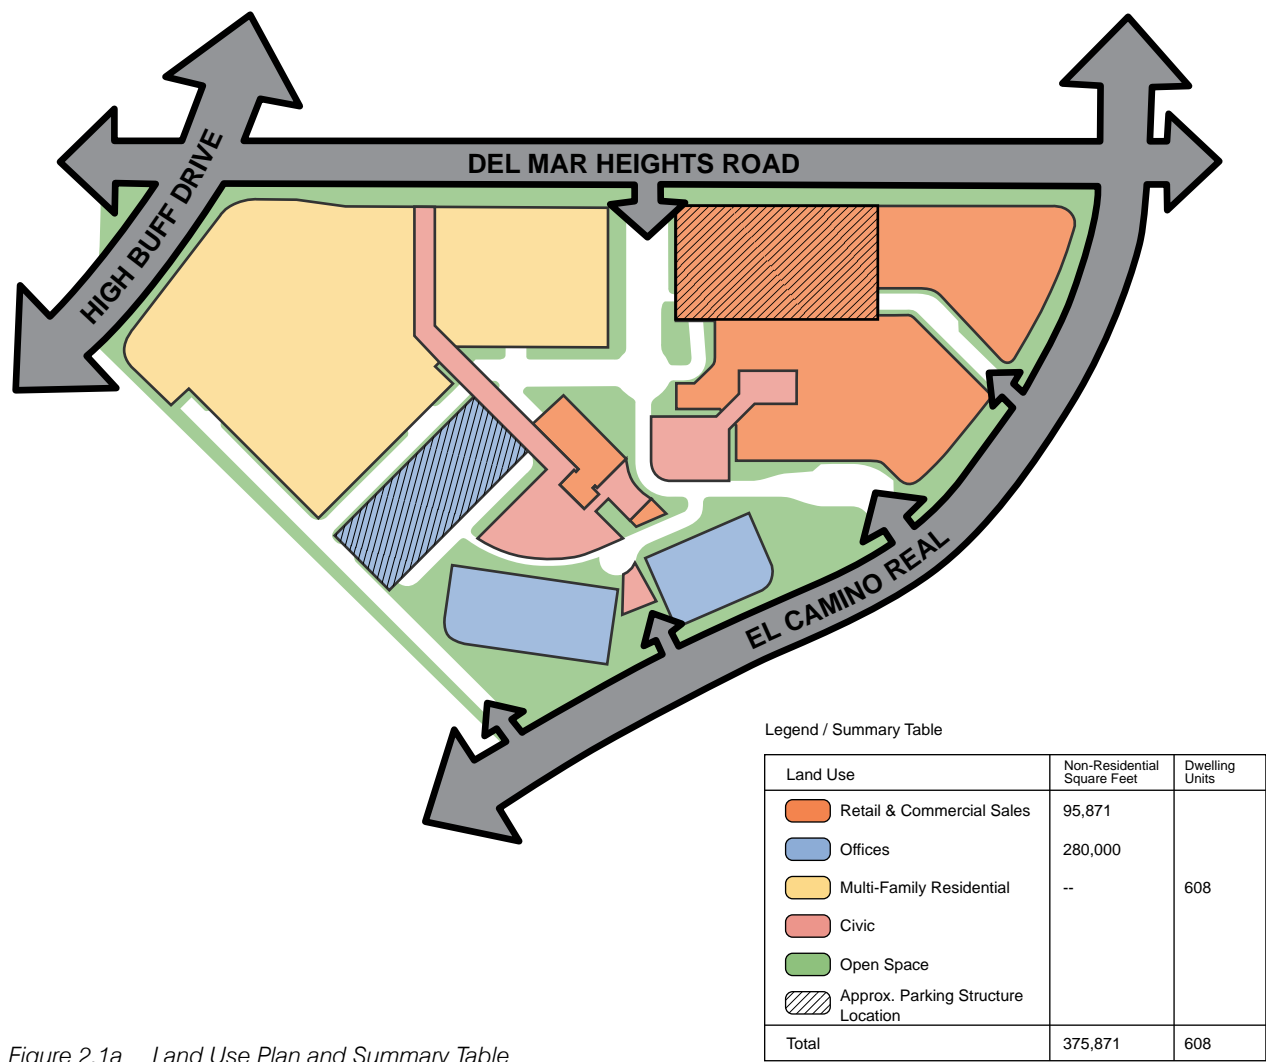 DEL MAR HEIGHTS ROAD
HIGH BUFF DRIVE
EL CAMINO REAL
Legend / Summary Table
Land Use
Non-Residential
Square Feet
Dwelling
Units
Retail & Commercial Sales 95,871
Offices 280,000
Multi-Family Residential -- 608
Civic
Open Space
Approx. Parking Structure
Location
Total 375,871 608
Figure 2.1a Land Use Plan and Summary Table